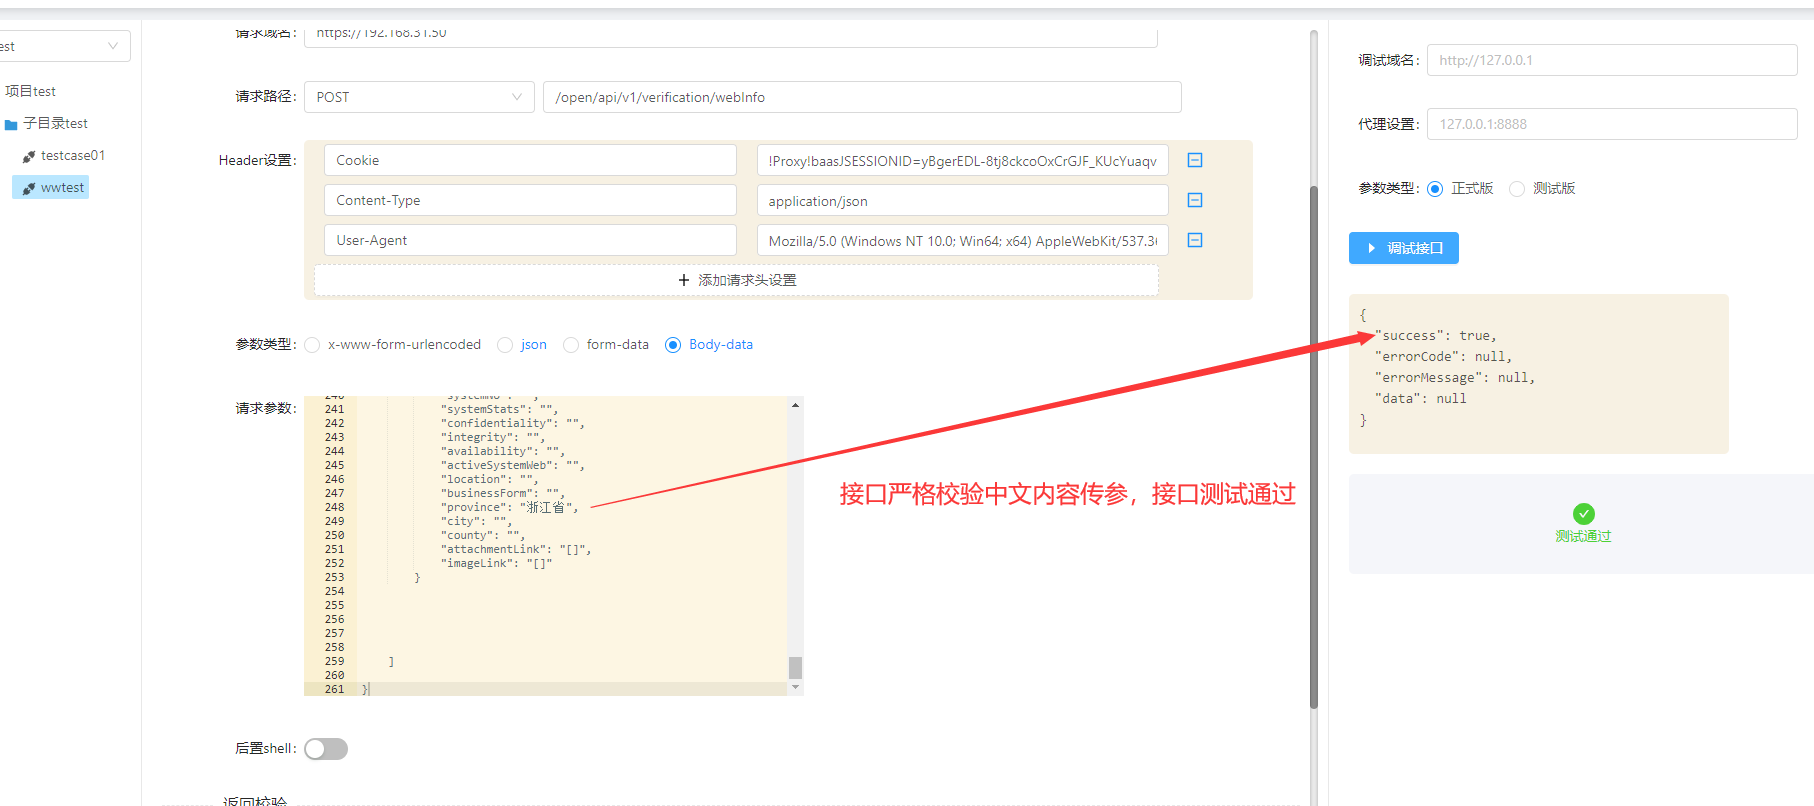 est
项目test
子目录test
testcase01
wwtest
请求域名:
https://192.168.31.50
请求路径:
POST
/open/api/v1/verification/webInfo
Header设置:
Cookie
!Proxy!baasJSESSIONID=yBgerEDL-8tj8ckcoOxCrGJF_KUcYuaqv
Content-Type
application/json
User-Agent
Mozilla/5.0 (Windows NT 10.0; Win64; x64) AppleWebKit/537.36
+ 添加请求头设置
参数类型:
x-www-form-urlencoded
json
form-data
Body-data
请求参数:
240 "systemNo": "",
241 "systemStats": "",
242 "confidentiality": "",
243 "integrity": "",
244 "availability": "",
245 "activeSystemWeb": "",
246 "location": "",
247 "businessForm": "",
248 "province": "浙江省",
249 "city": "",
250 "county": "",
251 "attachmentLink": "[]",
252 "imageLink": "[]"
253 }
254
255
256
257
258
259 ]
260
261 }
后置shell:
返回校验
接口严格校验中文内容传参，接口测试通过
调试域名:
http://127.0.0.1
代理设置:
127.0.0.1:8888
参数类型:
正式版
测试版
调试接口
{
"success": true,
"errorCode": null,
"errorMessage": null,
"data": null
}
测试通过